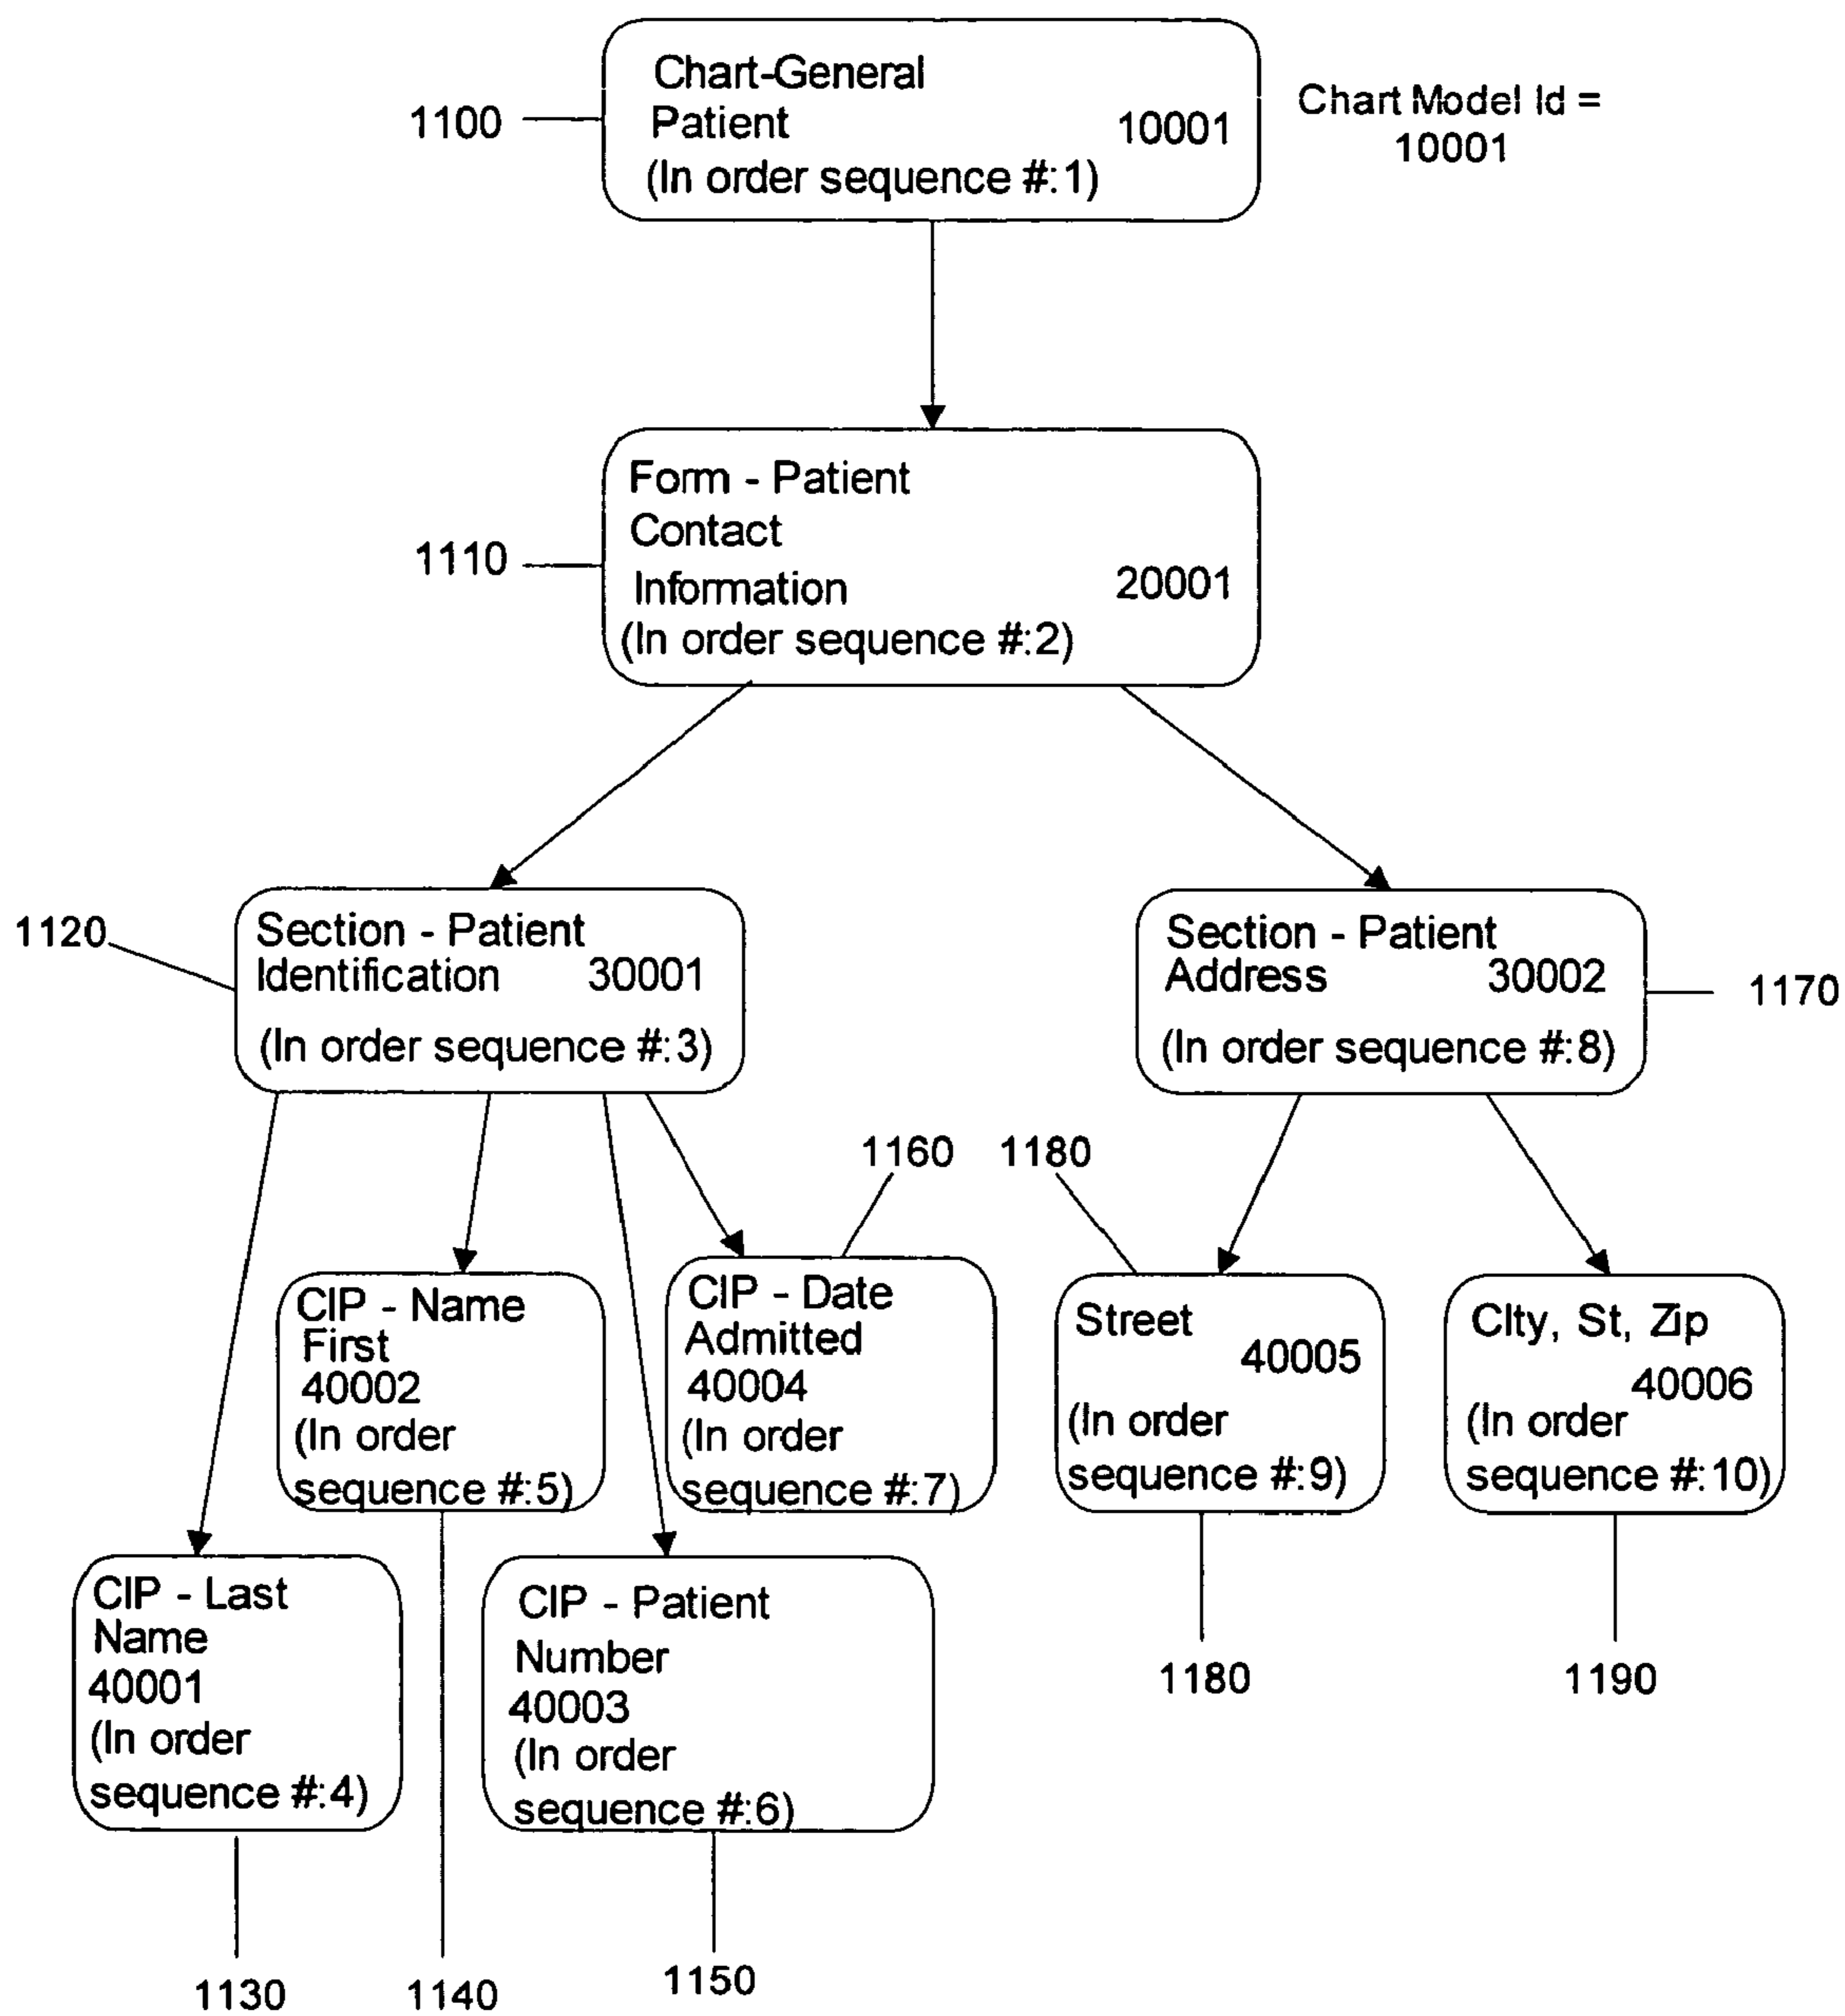 Chart-General
Patient 10001
(In order sequence #:1)
1100
Chart Model Id =
10001
Form - Patient
Contact
Information 20001
(In order sequence #:2)
1110
Section - Patient
Identification 30001
(In order sequence #:3)
1120
Section - Patient
Address 30002
(In order sequence #:8)
1170
1160
1180
CIP - Name
First
40002
(In order
sequence #:5)
CIP - Date
Admitted
40004
(In order
sequence #:7)
Street
40005
(In order
sequence #:9)
CIty, St, Zip
40006
(In order
sequence #:10)
CIP - Last
Name
40001
(In order
sequence #:4)
CIP - Patient
Number
40003
(In order
sequence #:6)
1180
1190
1130
1140
1150